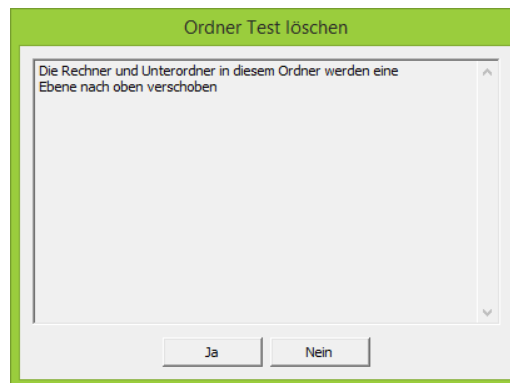 Ordner Test löschen
Die Rechner und Unterordner in diesem Ordner werden eine
Ebene nach oben verschoben
Ja Nein